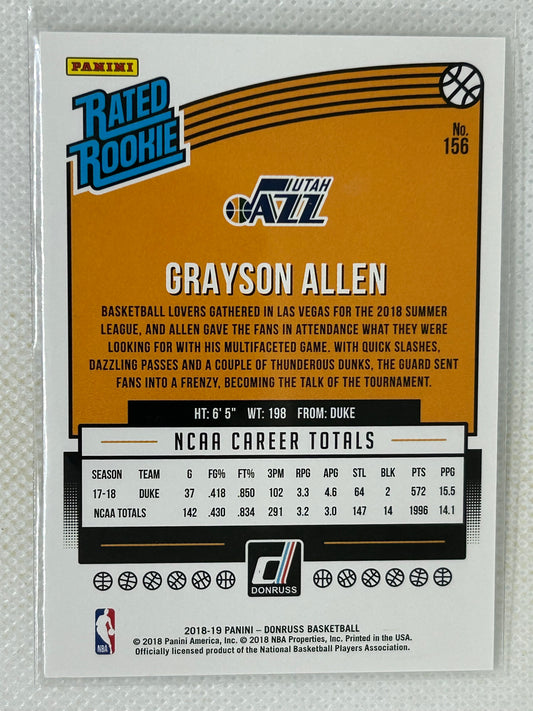 PANINI
RATED
ROOKIE
No.
156
UTAH
JAZZ
GRAYSON ALLEN
BASKETBALL LOVERS GATHERED IN LAS VEGAS FOR THE 2018 SUMMER
LEAGUE, AND ALLEN GAVE THE FANS IN ATTENDANCE WHAT THEY WERE
LOOKING FOR WITH HIS MULTIFACETED GAME. WITH QUICK SLASHES,
DAZZLING PASSES AND A COUPLE OF THUNDEROUS DUNKS, THE GUARD SENT
FANS INTO A FRENZY, BECOMING THE TALK OF THE TOURNAMENT.
HT: 6' 5" WT: 198 FROM: DUKE
NCAA CAREER TOTALS
SEASON TEAM G FG% FT% 3PM RPG APG STL BLK PTS PPG
17-18 DUKE 37 .418 .850 102 3.3 4.6 64 2 572 15.5
NCAA TOTALS 142 .430 .834 291 3.2 3.0 147 14 1996 14.1
d
DONRUSS
NBA
2018-19 PANINI – DONRUSS BASKETBALL
© 2018 Panini America, Inc. © 2018 NBA Properties, Inc. Printed in the USA.
Officially licensed product of the National Basketball Players Association.